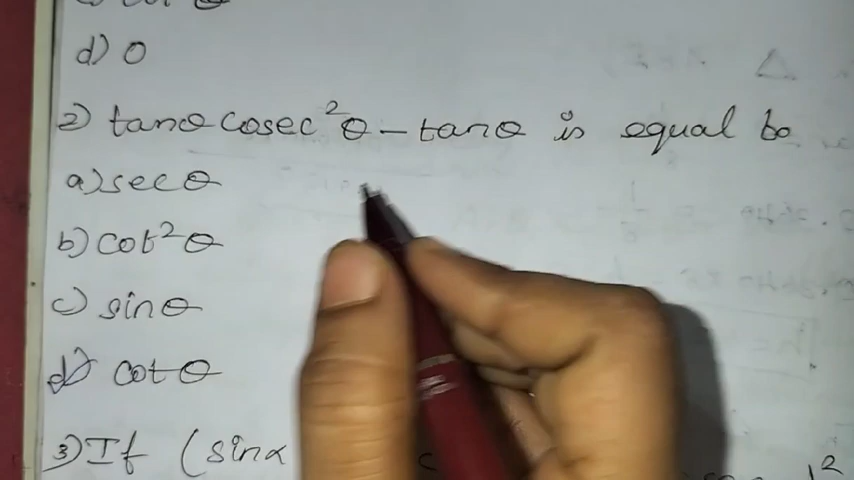 d) 0
2) tanθ cosec²θ - tanθ is equal to
a) secθ
b) cot²θ
c) sinθ
d) cotθ
3) If (sinα